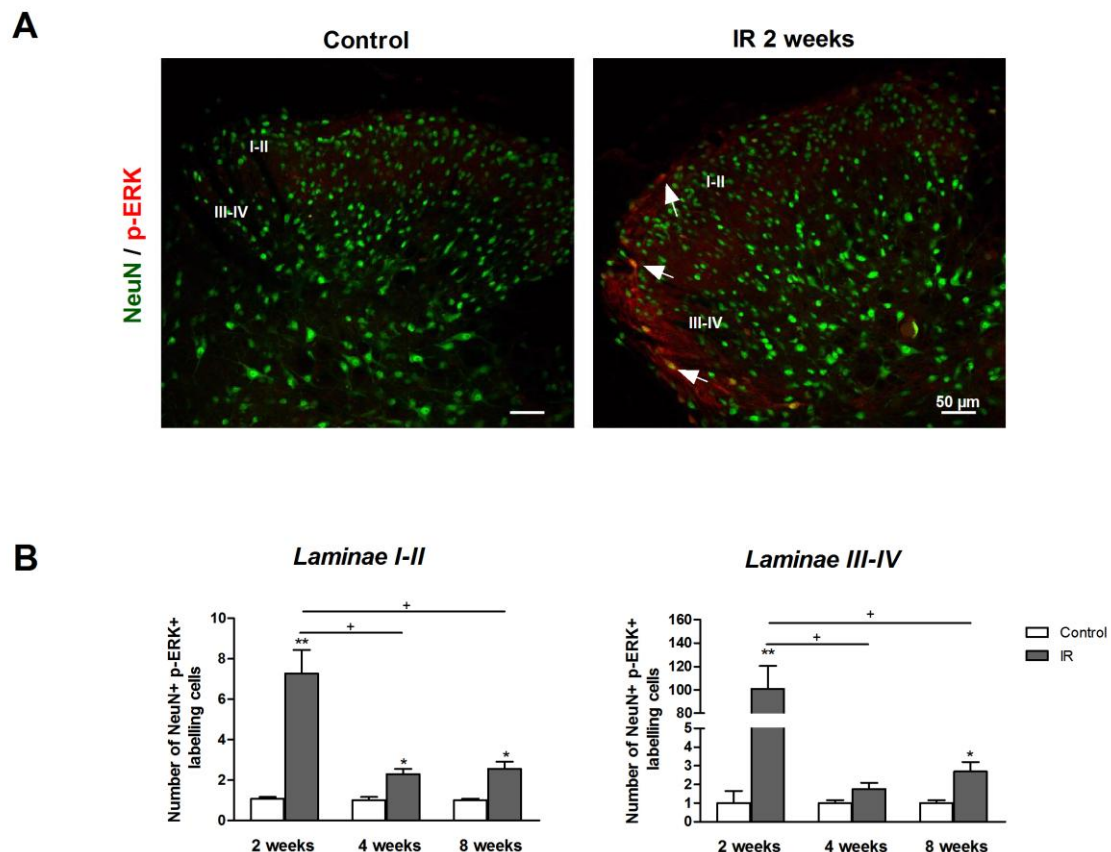 A
Control
IR 2 weeks
NeuN / p-ERK
I-II
III-IV
I-II
III-IV
50 µm
B
Laminae I-II
Number of NeuN+ p-ERK+
labelling cells
10
8
6
4
2
0
+
+
**
*
*
2 weeks
4 weeks
8 weeks
Laminae III-IV
Number of NeuN+ p-ERK+
labelling cells
160
140
120
100
80
5
4
3
2
1
0
+
+
**
*
2 weeks
4 weeks
8 weeks
Control
IR